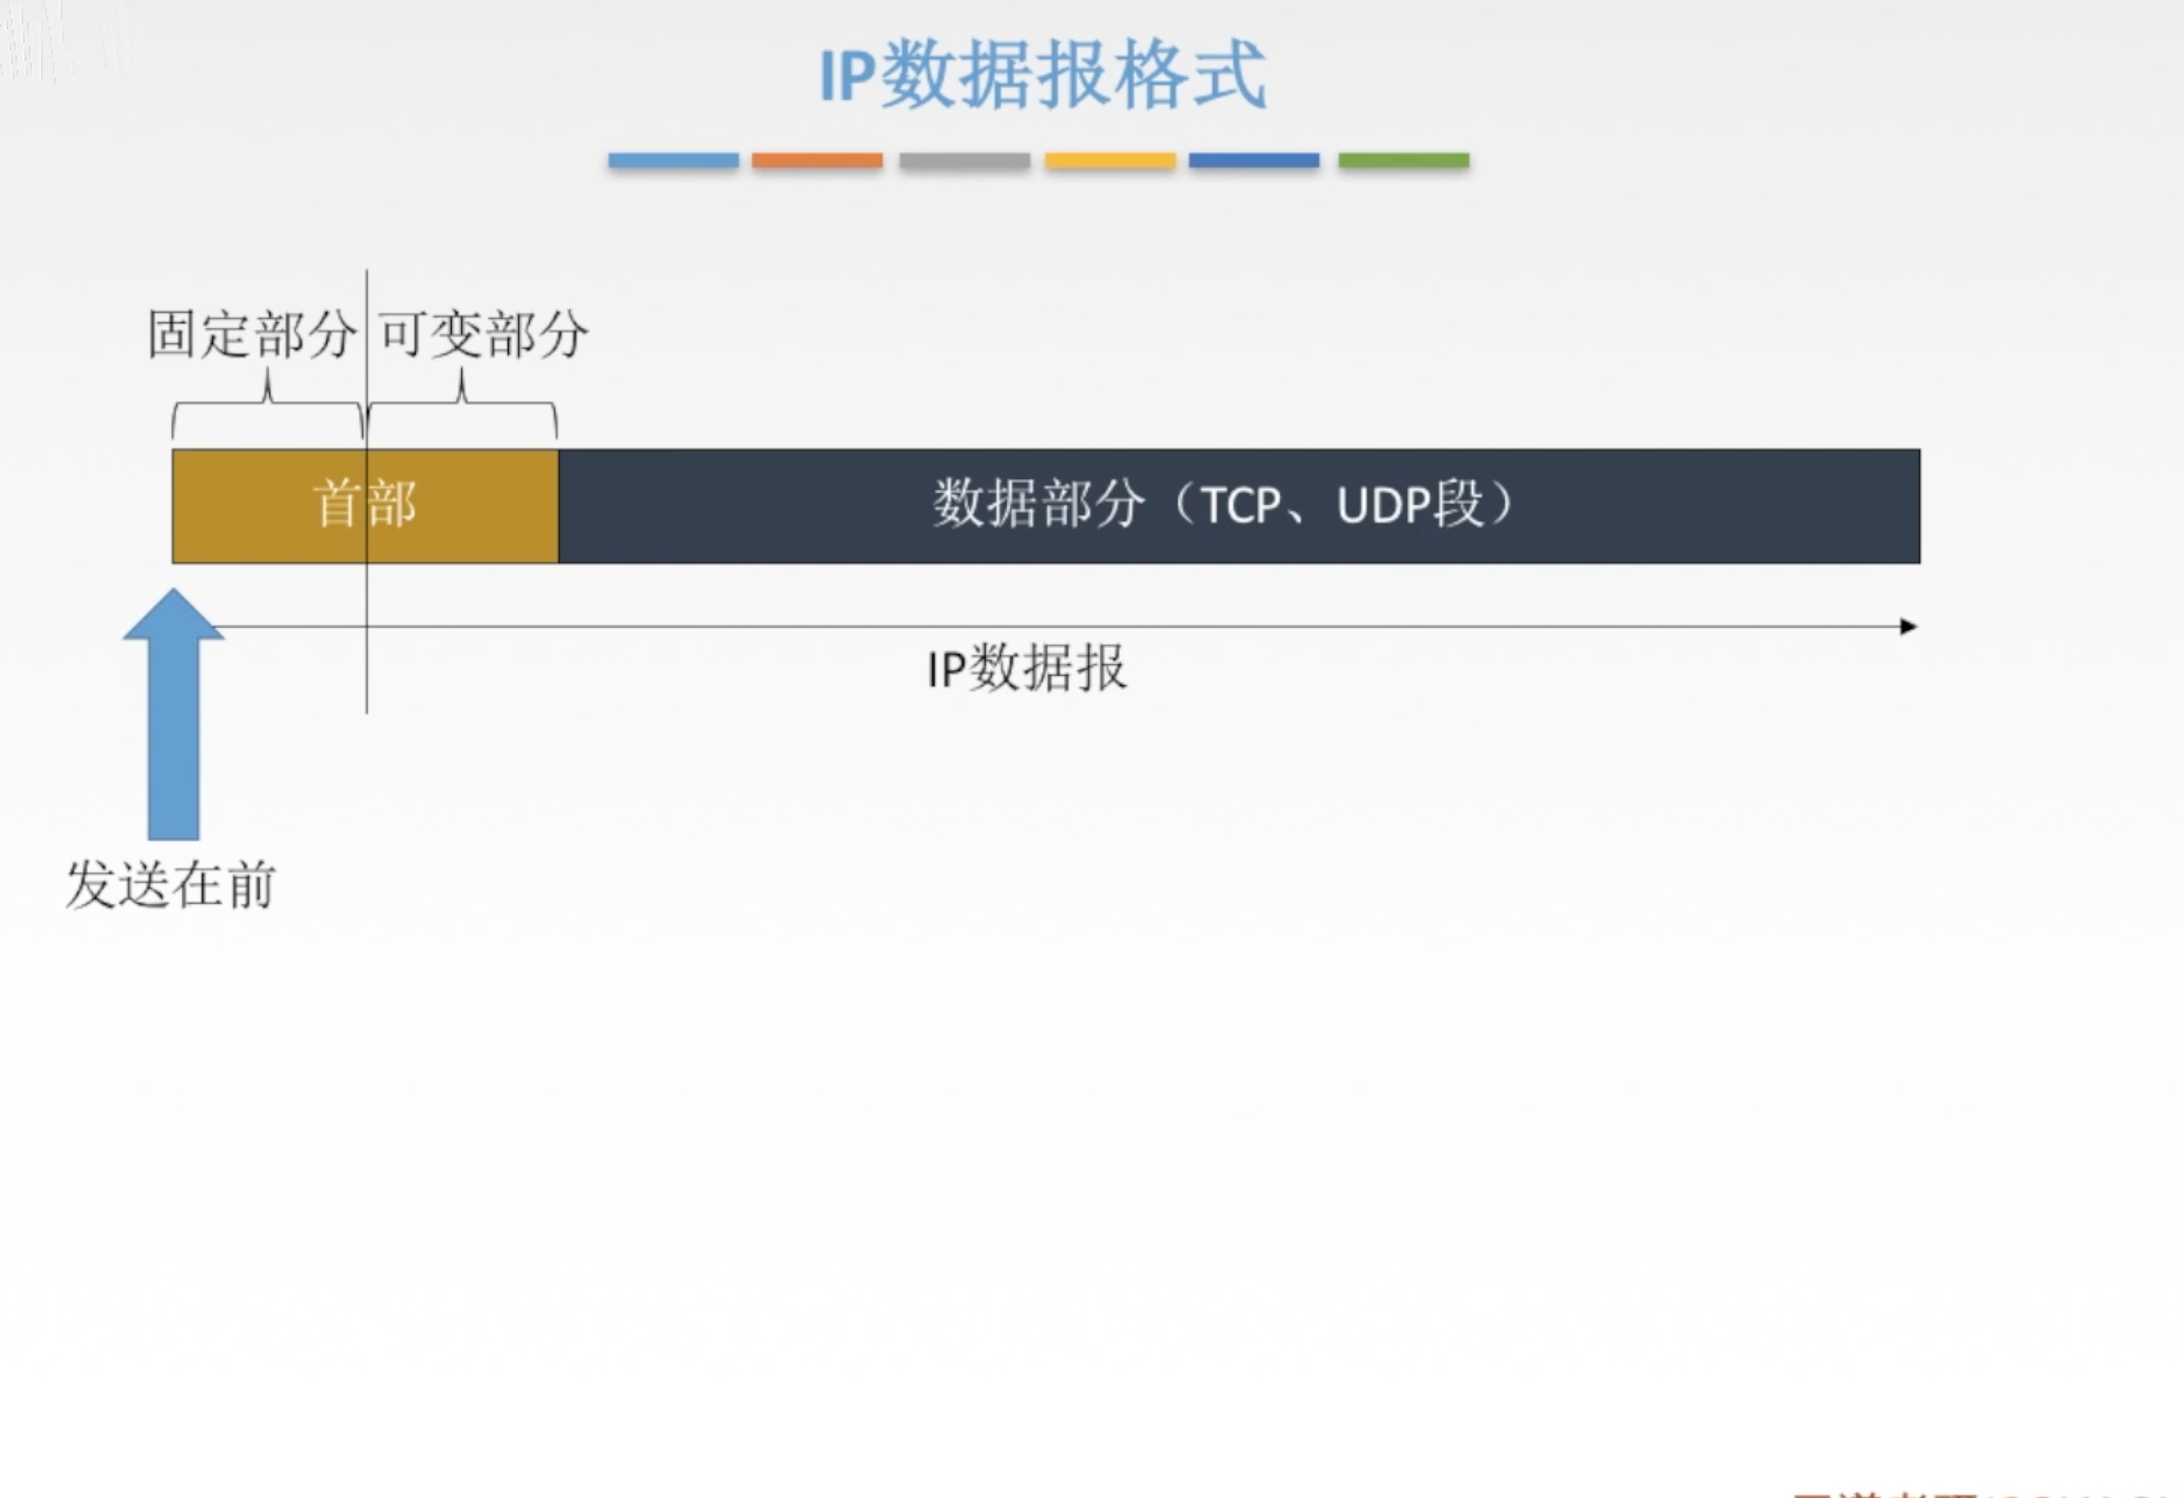 IP数据报格式
固定部分 可变部分
首部 数据部分（TCP、UDP段）
IP数据报
发送在前